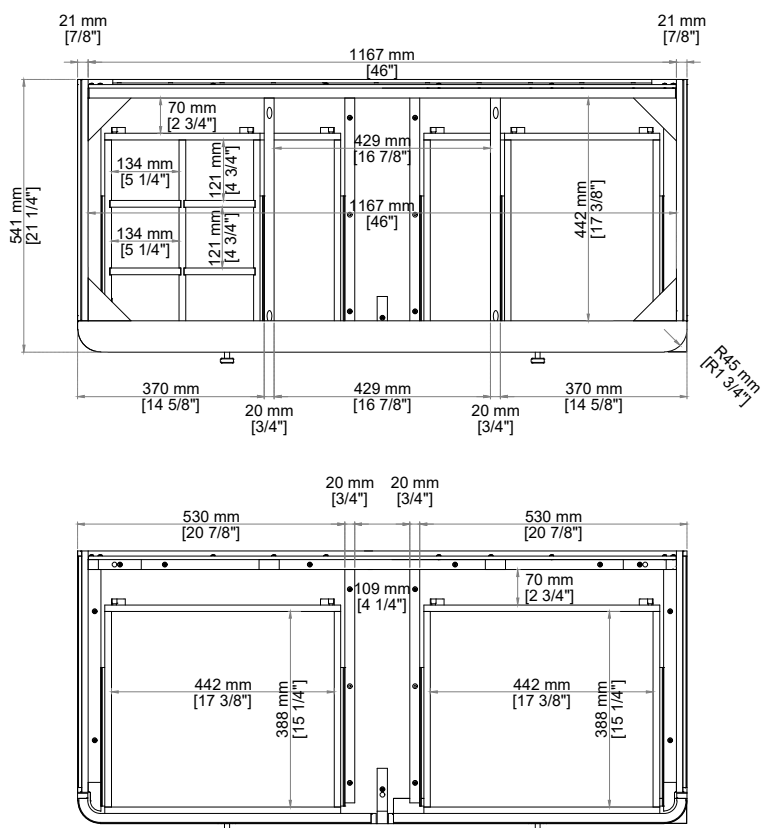 21 mm
[7/8"]
21 mm
[7/8"]
1167 mm
[46"]
70 mm
[2 3/4"]
429 mm
[16 7/8"]
134 mm
[5 1/4"]
121 mm
[4 3/4"]
541 mm
[21 1/4"]
1167 mm
[46"]
442 mm
[17 3/8"]
134 mm
[5 1/4"]
121 mm
[4 3/4"]
R45 mm
[R1 3/4"]
370 mm
[14 5/8"]
429 mm
[16 7/8"]
370 mm
[14 5/8"]
20 mm
[3/4"]
20 mm
[3/4"]
20 mm
[3/4"]
20 mm
[3/4"]
530 mm
[20 7/8"]
530 mm
[20 7/8"]
109 mm
[4 1/4"]
70 mm
[2 3/4"]
442 mm
[17 3/8"]
388 mm
[15 1/4"]
442 mm
[17 3/8"]
388 mm
[15 1/4"]